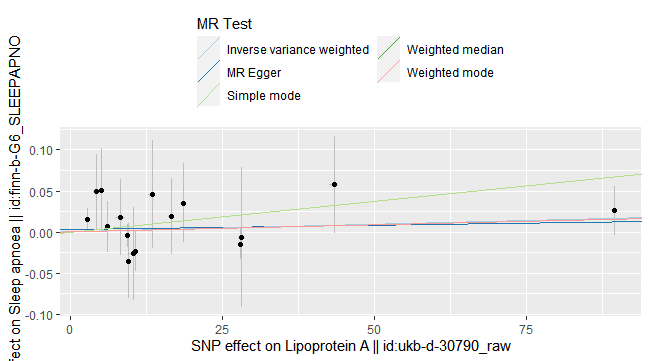 MR Test
Inverse variance weighted
Weighted median
MR Egger
Weighted mode
Simple mode
ffect on Sleep apnoea || id:finn-b-G6_SLEEPAPNO
0.10
0.05
0.00
-0.05
-0.10
0
25
50
75
SNP effect on Lipoprotein A || id:ukb-d-30790_raw